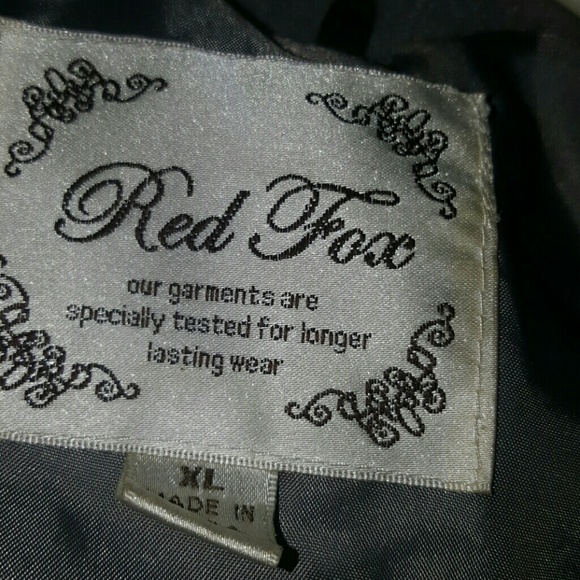 Red Fox
our garments are
specially tested for longer
lasting wear
XL
MADE IN